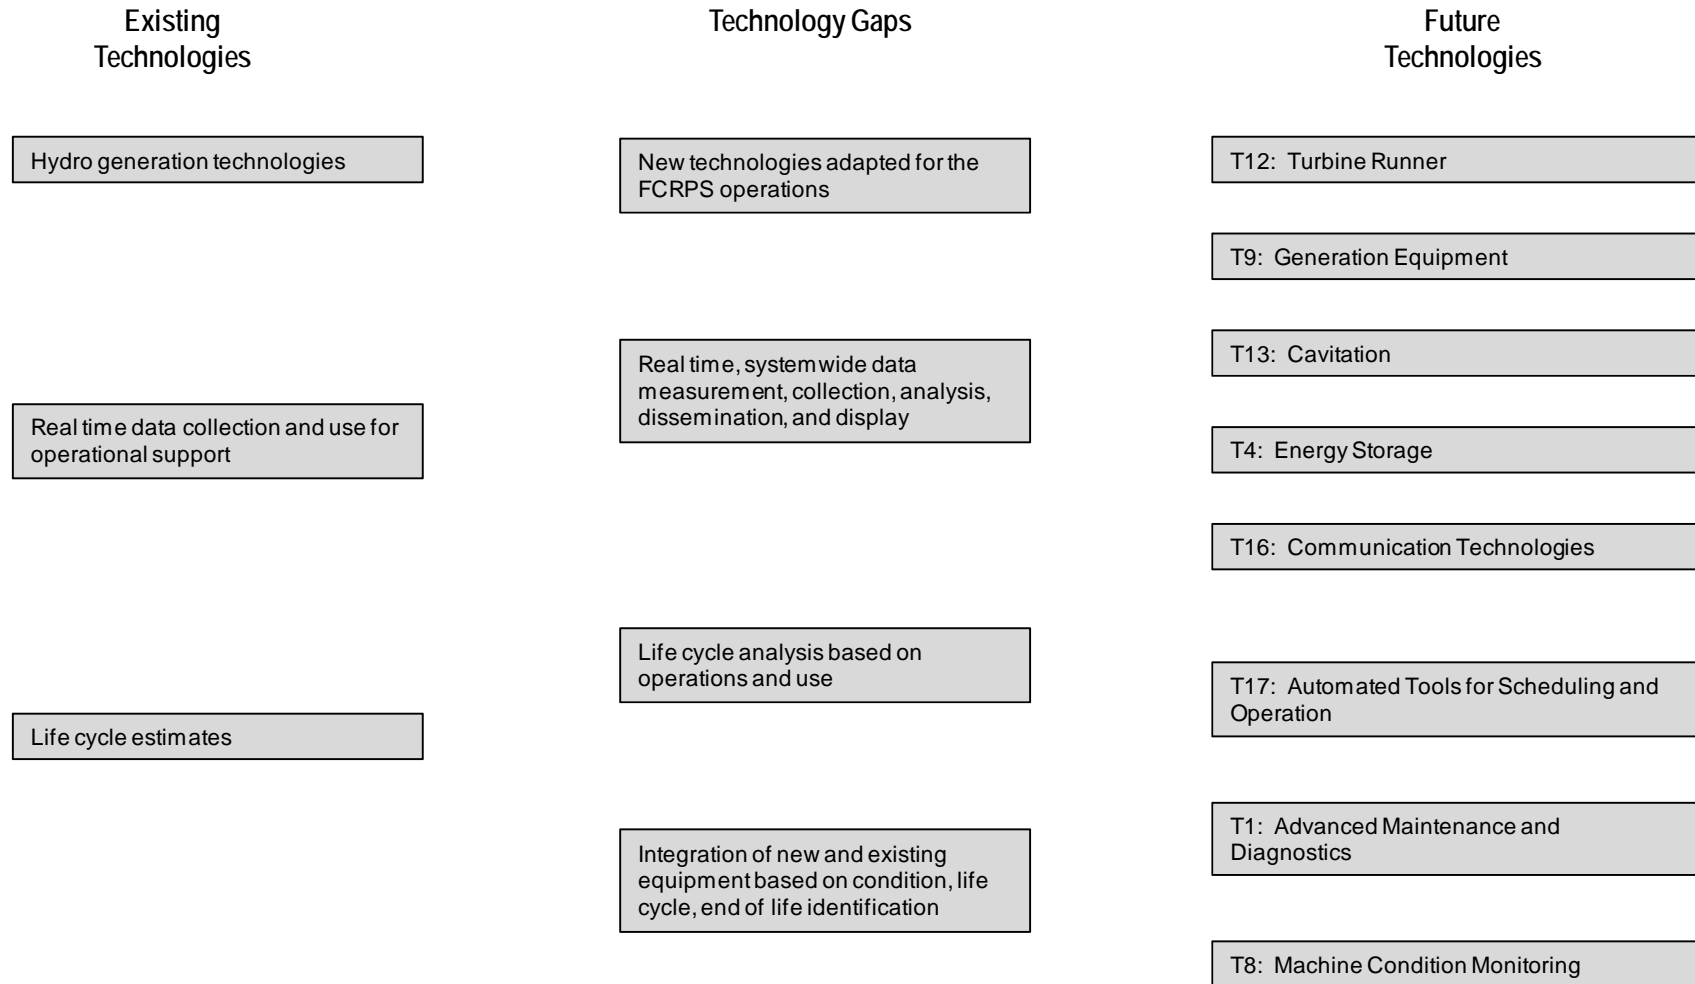 Existing
Technologies
Technology Gaps
Future
Technologies
Hydro generation technologies
Real time data collection and use for
operational support
Life cycle estimates
New technologies adapted for the
FCRPS operations
Real time, systemwide data
measurement, collection, analysis,
dissemination, and display
Life cycle analysis based on
operations and use
Integration of new and existing
equipment based on condition, life
cycle, end of life identification
T12: Turbine Runner
T9: Generation Equipment
T13: Cavitation
T4: Energy Storage
T16: Communication Technologies
T17: Automated Tools for Scheduling and
Operation
T1: Advanced Maintenance and
Diagnostics
T8: Machine Condition Monitoring